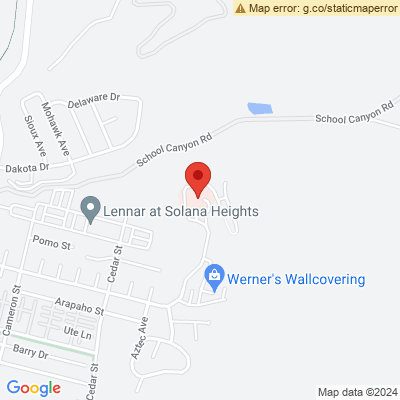 Map error: g.co/staticmaperror
Delaware Dr
School Canyon Rd
Mohawk Ave
Sioux Ave
School Canyon Rd
Dakota Dr
Lennar at Solana Heights
Pomo St
Cedar St
Werner's Wallcovering
Cameron St
Arapaho St
Ute Ln
Aztec Ave
Barry Dr
Cedar St
Google
Map data ©2024